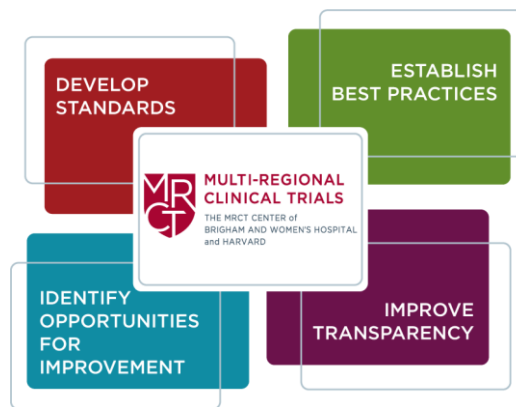 DEVELOP
STANDARDS
ESTABLISH
BEST PRACTICES
MRCT
MULTI-REGIONAL
CLINICAL TRIALS
THE MRCT CENTER of
BRIGHAM AND WOMEN'S HOSPITAL
and HARVARD
IDENTIFY
OPPORTUNITIES
FOR
IMPROVEMENT
IMPROVE
TRANSPARENCY